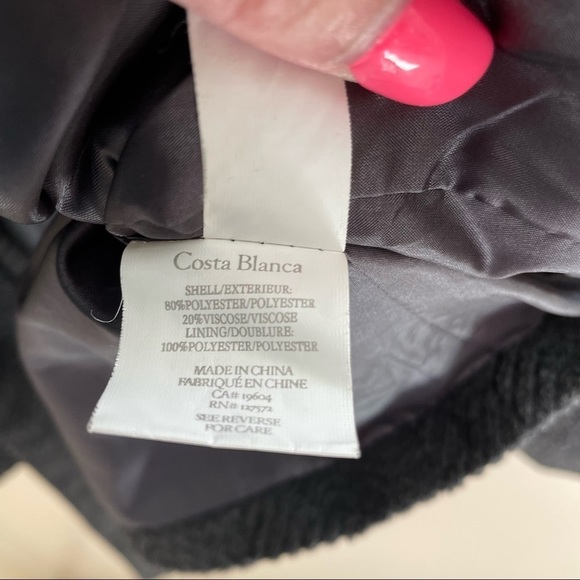 Costa Blanca
SHELL/EXTERIEUR:
80%POLYESTER/POLYESTER
20%VISCOSE/VISCOSE
LINING/DOUBLURE:
100%POLYESTER/POLYESTER
MADE IN CHINA
FABRIQUÉ EN CHINE
CA# 19604
RN# 127572
SEE REVERSE
FOR CARE